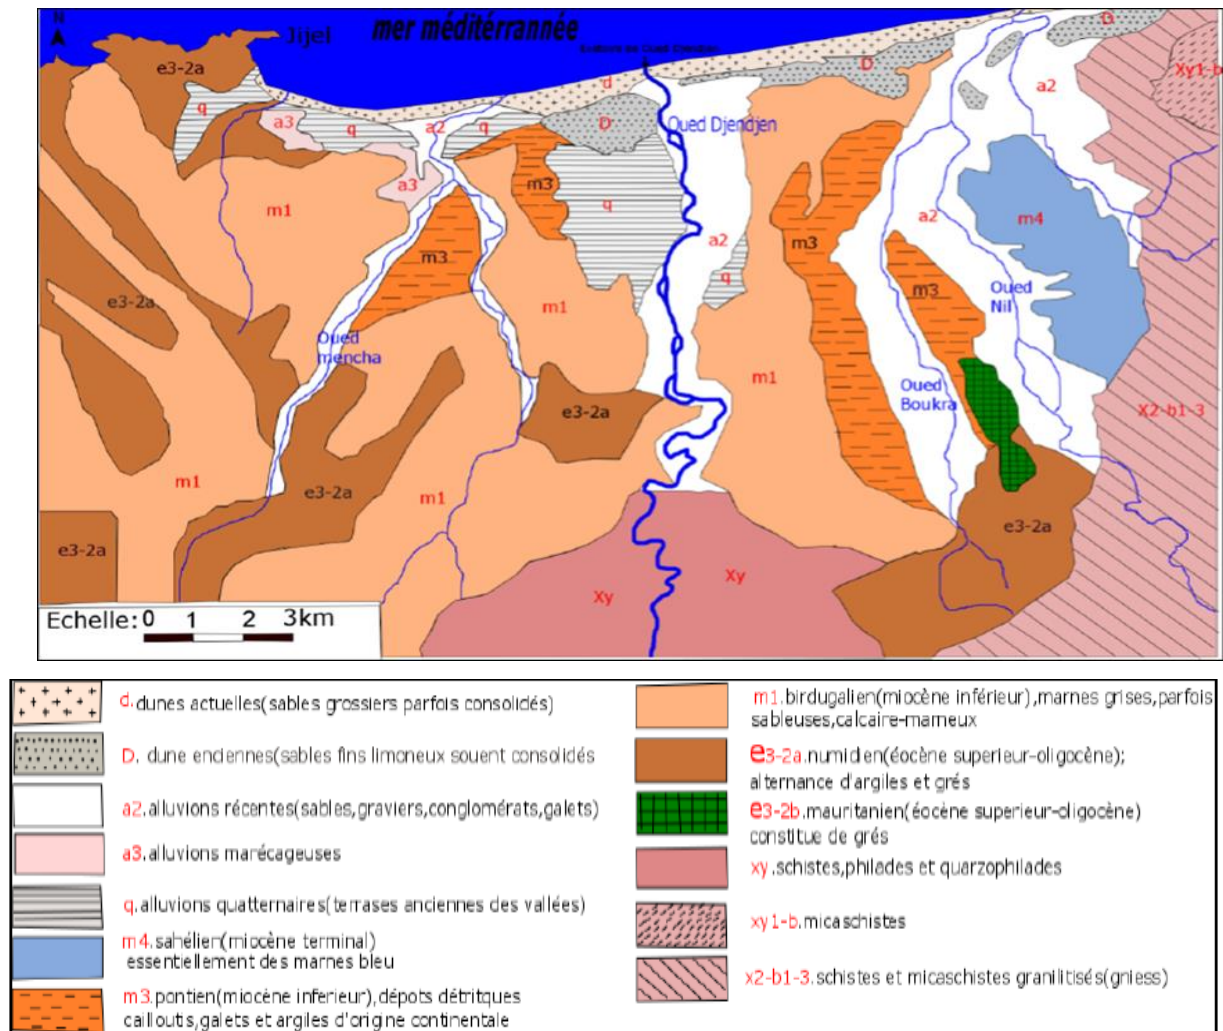 N
mer méditérrannée
Jijel
Exutoire de Oued Djendjen
D
e3-2a
Xy1-b
D
a2
d
q
a3
q
a2
q
D
Oued Djendjen
a3
m3
q
m1
a2
m4
a2
m3
m3
q
m3
Oued
Nil
e3-2a
m1
Oued
mencha
m1
Oued
Boukra
e3-2a
X2-b1-3
m1
e3-2a
m1
e3-2a
e3-2a
Xy
Xy
Echelle: 0 1 2 3km
d. dunes actuelles(sables grossiers parfois consolidés)
D. dune enciennes(sables fins limoneux souent consolidés
a2.alluvions récentes(sables,graviers,conglomérats,galets)
a3.alluvions marécageuses
q.alluvions quatternaires(terrases anciennes des vallées)
m4.sahélien(miocène terminal)
essentiellement des marnes bleu
m3.pontien(miocène inferieur),dépots détritques
cailloutis,galets et argiles d'origine continentale
m1.birdugalien(miocène inférieur),marnes grises,parfois
sableuses,calcaire-marneux
e3-2a.numidien(éocène superieur-oligocène);
alternance d'argiles et grés
e3-2b.mauritanien(éocène superieur-oligocène)
constitue de grés
xy.schistes,philades et quarzophilades
xy1-b.micaschistes
x2-b1-3.schistes et micaschistes granilitisés(gniess)